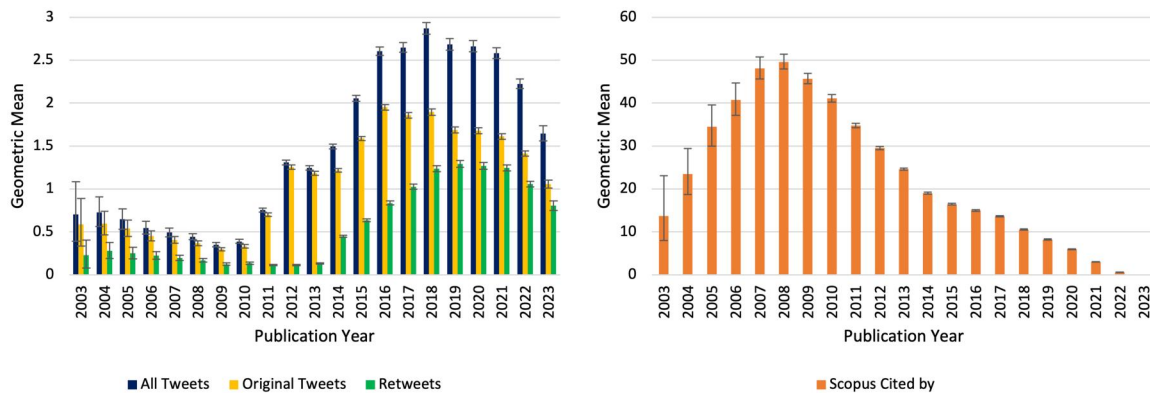 3
2.5
2
1.5
1
0.5
0
Geometric Mean
2003 2004 2005 2006 2007 2008 2009 2010 2011 2012 2013 2014 2015 2016 2017 2018 2019 2020 2021 2022 2023
Publication Year
All Tweets Original Tweets Retweets
60
50
40
30
20
10
0
Geometric Mean
2003 2004 2005 2006 2007 2008 2009 2010 2011 2012 2013 2014 2015 2016 2017 2018 2019 2020 2021 2022 2023
Publication Year
Scopus Cited by